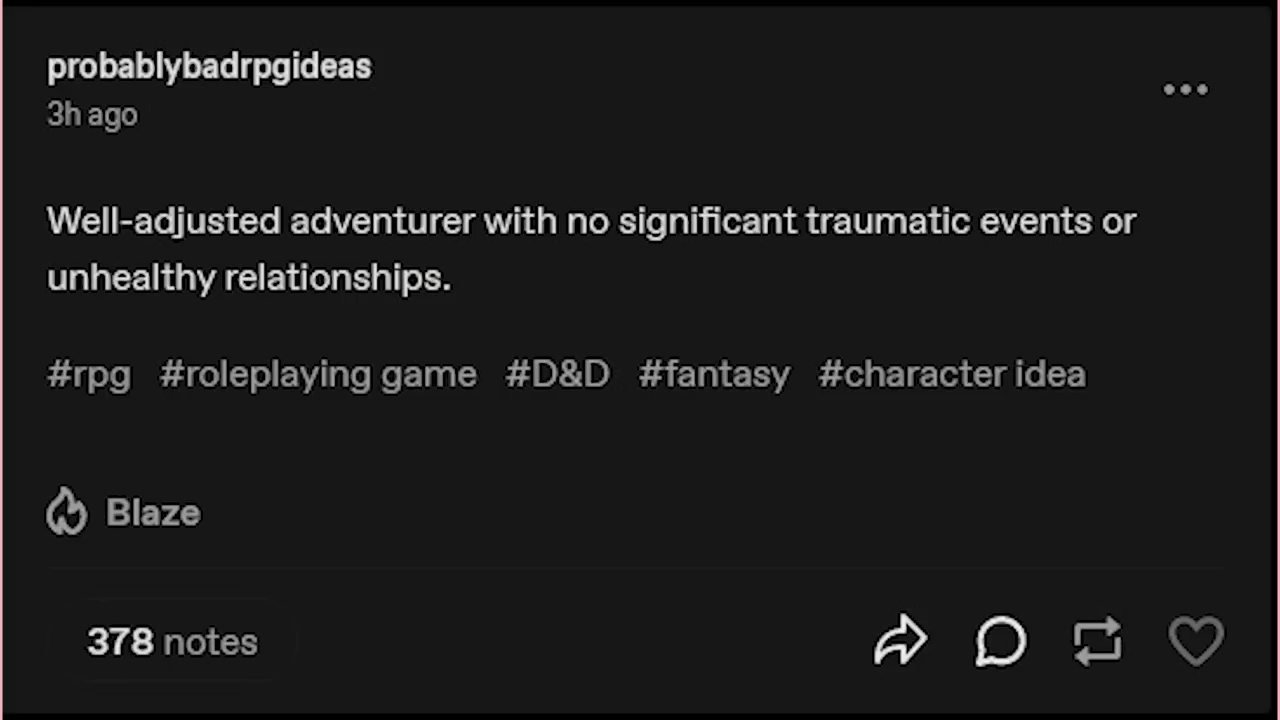 probablybadrpgideas
3h ago
Well-adjusted adventurer with no significant traumatic events or
unhealthy relationships.
#rpg #roleplaying game #D&D #fantasy #character idea
Blaze
378 notes